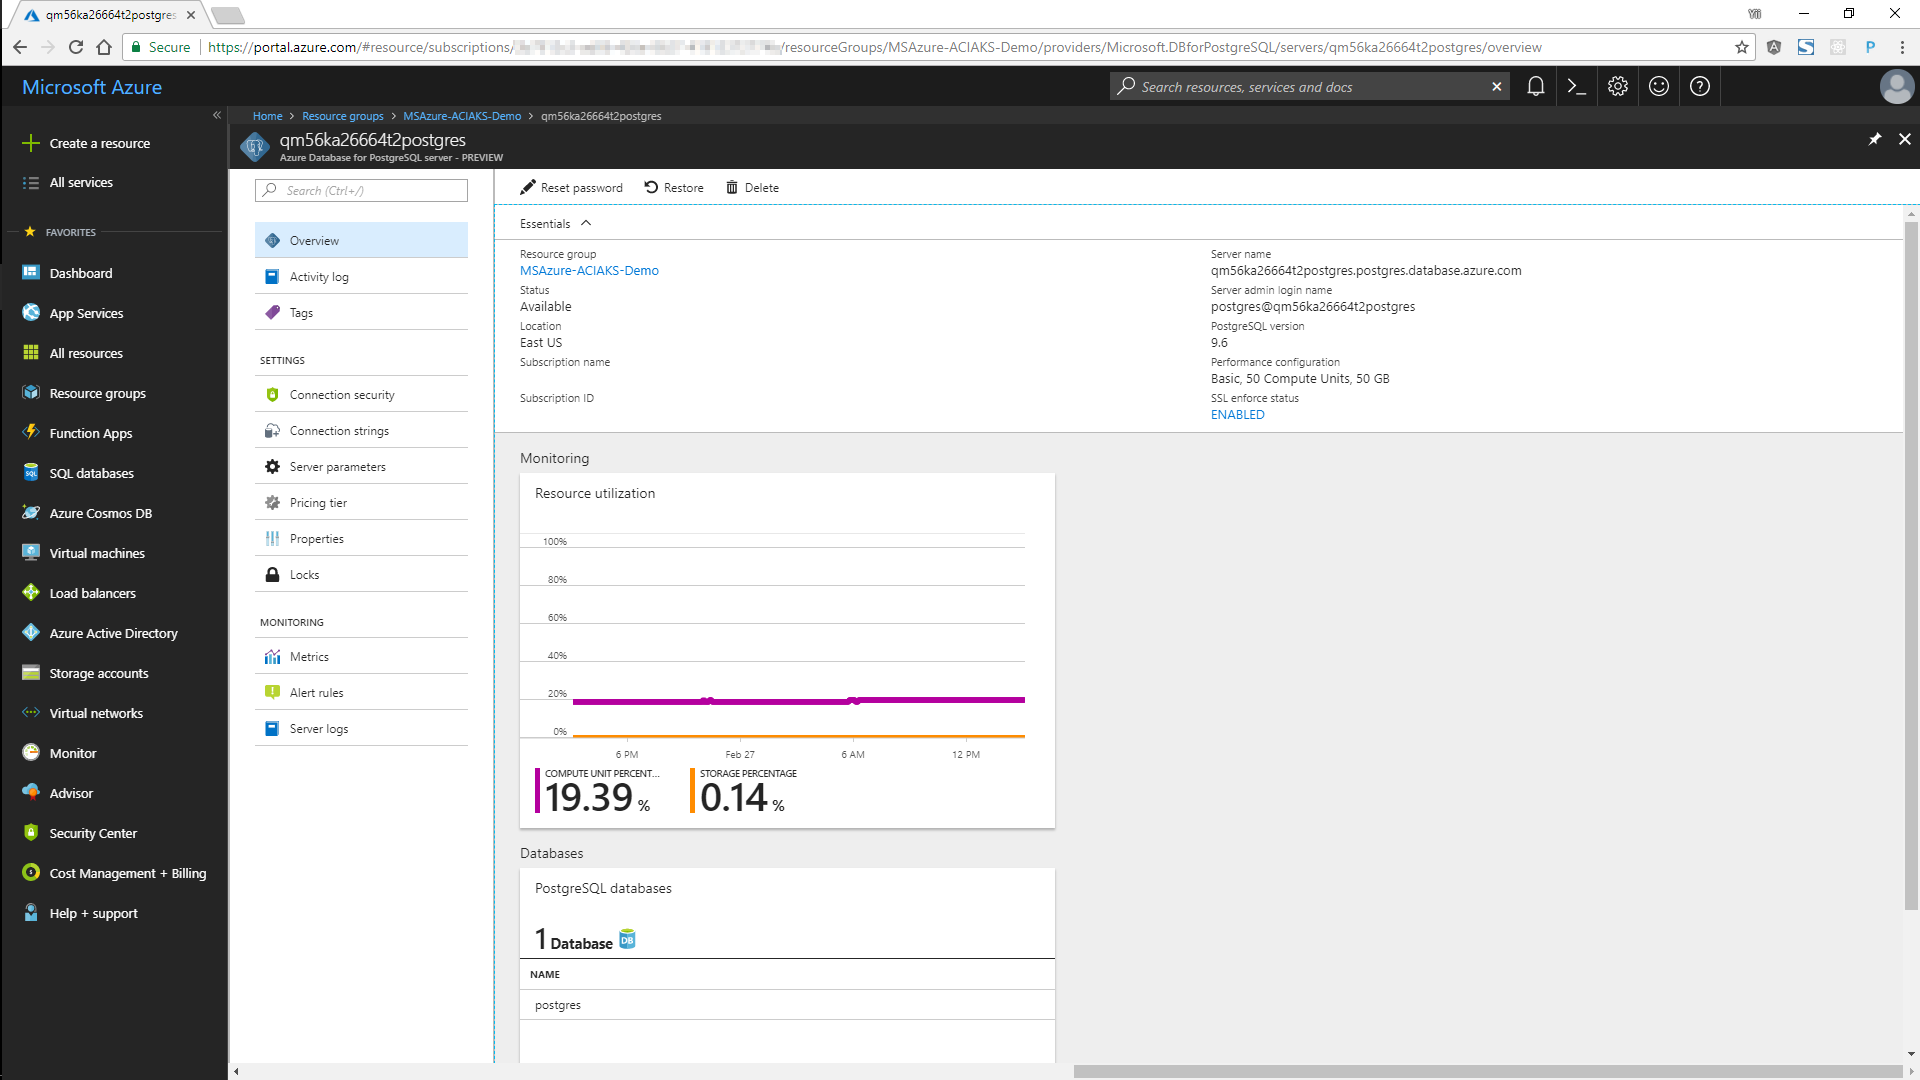 qm56ka26664t2postgres
Yii
Secure
https://portal.azure.com/#resource/subscriptions/
/resourceGroups/MSAzure-ACIAKS-Demo/providers/Microsoft.DBforPostgreSQL/servers/qm56ka26664t2postgres/overview
Microsoft Azure
Search resources, services and docs
Home > Resource groups > MSAzure-ACIAKS-Demo > qm56ka26664t2postgres
qm56ka26664t2postgres
Azure Database for PostgreSQL server - PREVIEW
Create a resource
All services
FAVORITES
Dashboard
App Services
All resources
Resource groups
Function Apps
SQL databases
Azure Cosmos DB
Virtual machines
Load balancers
Azure Active Directory
Storage accounts
Virtual networks
Monitor
Advisor
Security Center
Cost Management + Billing
Help + support
Search (Ctrl+/)
Overview
Activity log
Tags
SETTINGS
Connection security
Connection strings
Server parameters
Pricing tier
Properties
Locks
MONITORING
Metrics
Alert rules
Server logs
Reset password
Restore
Delete
Essentials
Resource group
MSAzure-ACIAKS-Demo
Status
Available
Location
East US
Subscription name
Subscription ID
Server name
qm56ka26664t2postgres.postgres.database.azure.com
Server admin login name
postgres@qm56ka26664t2postgres
PostgreSQL version
9.6
Performance configuration
Basic, 50 Compute Units, 50 GB
SSL enforce status
ENABLED
Monitoring
Resource utilization
100%
80%
60%
40%
20%
0%
6 PM
Feb 27
6 AM
12 PM
COMPUTE UNIT PERCENT...
19.39 %
STORAGE PERCENTAGE
0.14 %
Databases
PostgreSQL databases
1 Database
DB
NAME
postgres